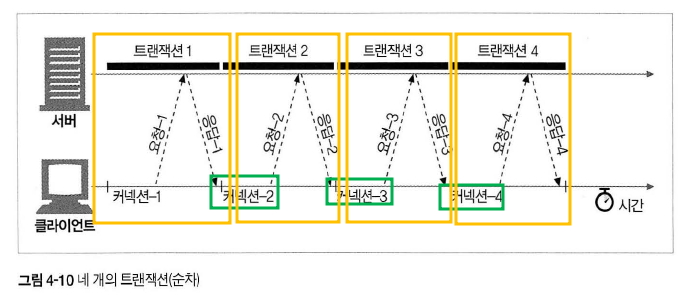 트랜잭션 1
트랜잭션 2
트랜잭션 3
트랜잭션 4
서버
요청-1
응답-1
요청-2
응답-2
요청-3
응답-3
요청-4
응답-4
커넥션-1
커넥션-2
커넥션-3
커넥션-4
시간
클라이언트
그림 4-10 네 개의 트랜잭션(순차)